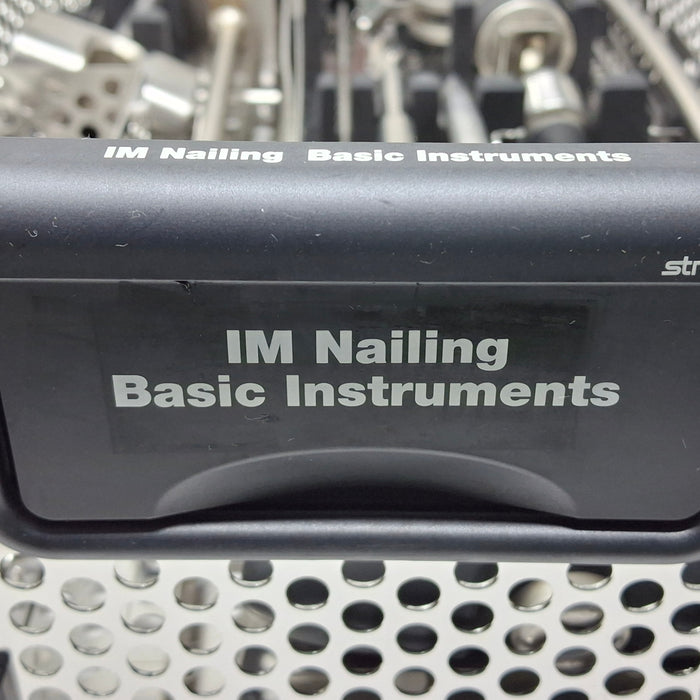 IM Nailing Basic Instruments
IM Nailing
Basic Instruments